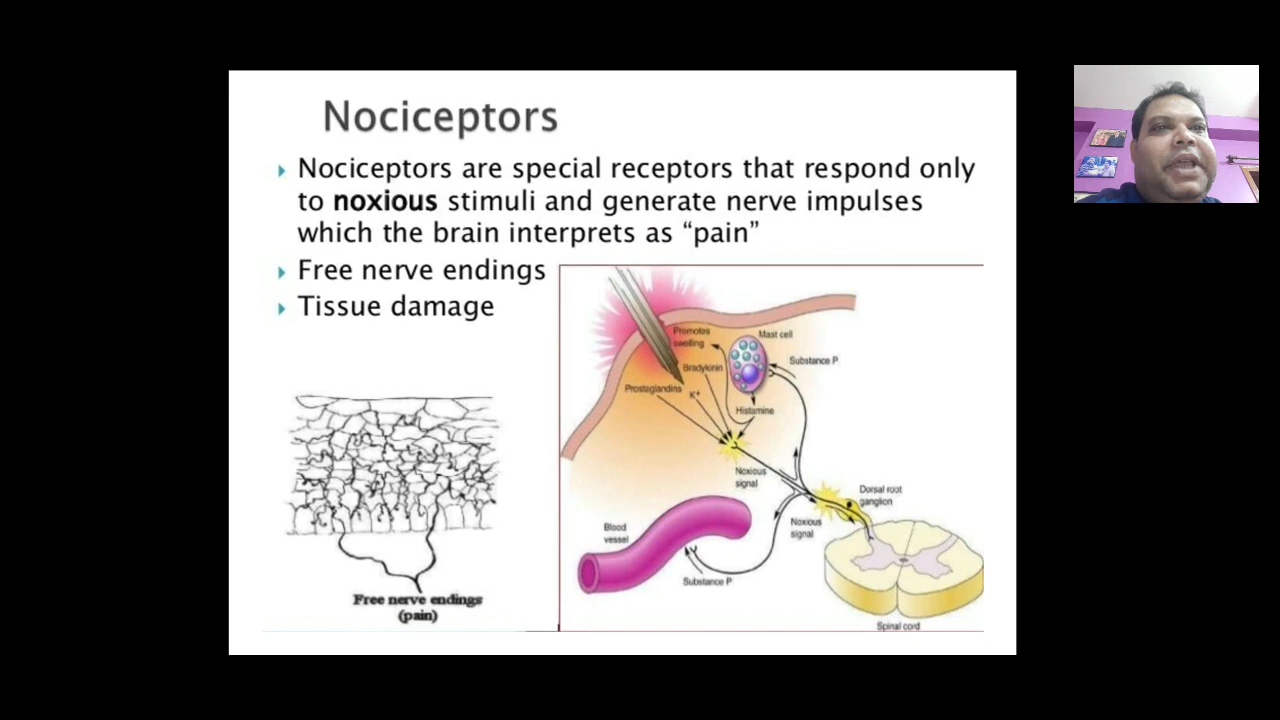 Nociceptors
Nociceptors are special receptors that respond only
to noxious stimuli and generate nerve impulses
which the brain interprets as “pain”
Free nerve endings
Tissue damage
Promotes
swelling
Mast cell
Substance P
Bradykinin
Prostaglandins
K+
Histamine
Noxious
signal
Dorsal root
ganglion
Noxious
signal
Blood
vessel
Substance P
Spinal cord
Free nerve endings
(pain)